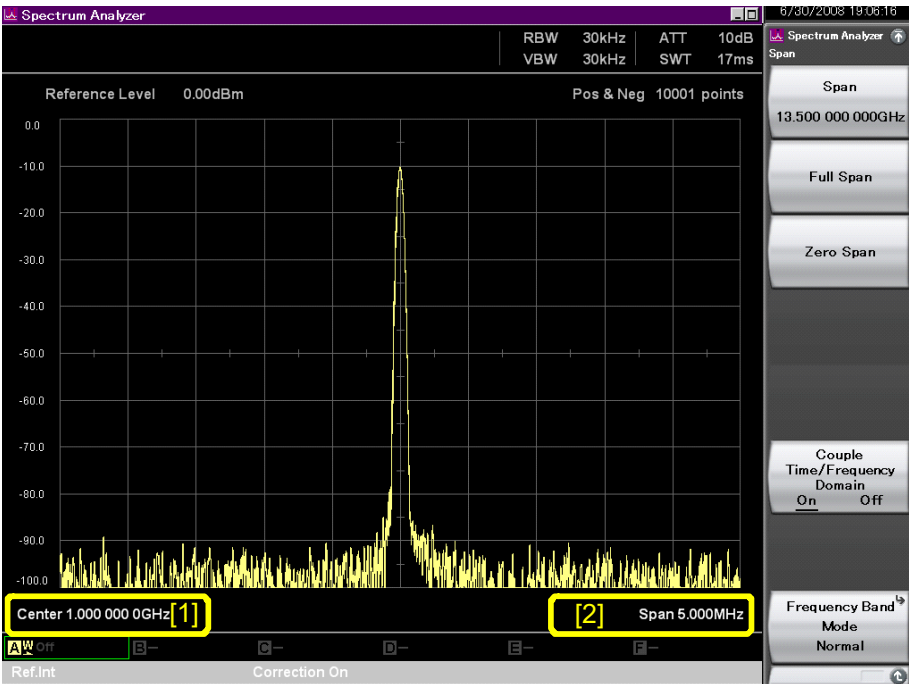 Spectrum Analyzer
6/30/2008 19:06:16
RBW 30kHz ATT 10dB
VBW 30kHz SWT 17ms
Reference Level 0.00dBm Pos & Neg 10001 points
0.0
-10.0
-20.0
-30.0
-40.0
-50.0
-60.0
-70.0
-80.0
-90.0
-100.0
Center 1.000 000 0GHz [1] [2] Span 5.000MHz
A W Off B-- C-- D-- E-- F--
Ref.Int Correction On
Spectrum Analyzer
Span
Span
13.500 000 000GHz
Full Span
Zero Span
Couple
Time/Frequency
Domain
On Off
Frequency Band
Mode
Normal